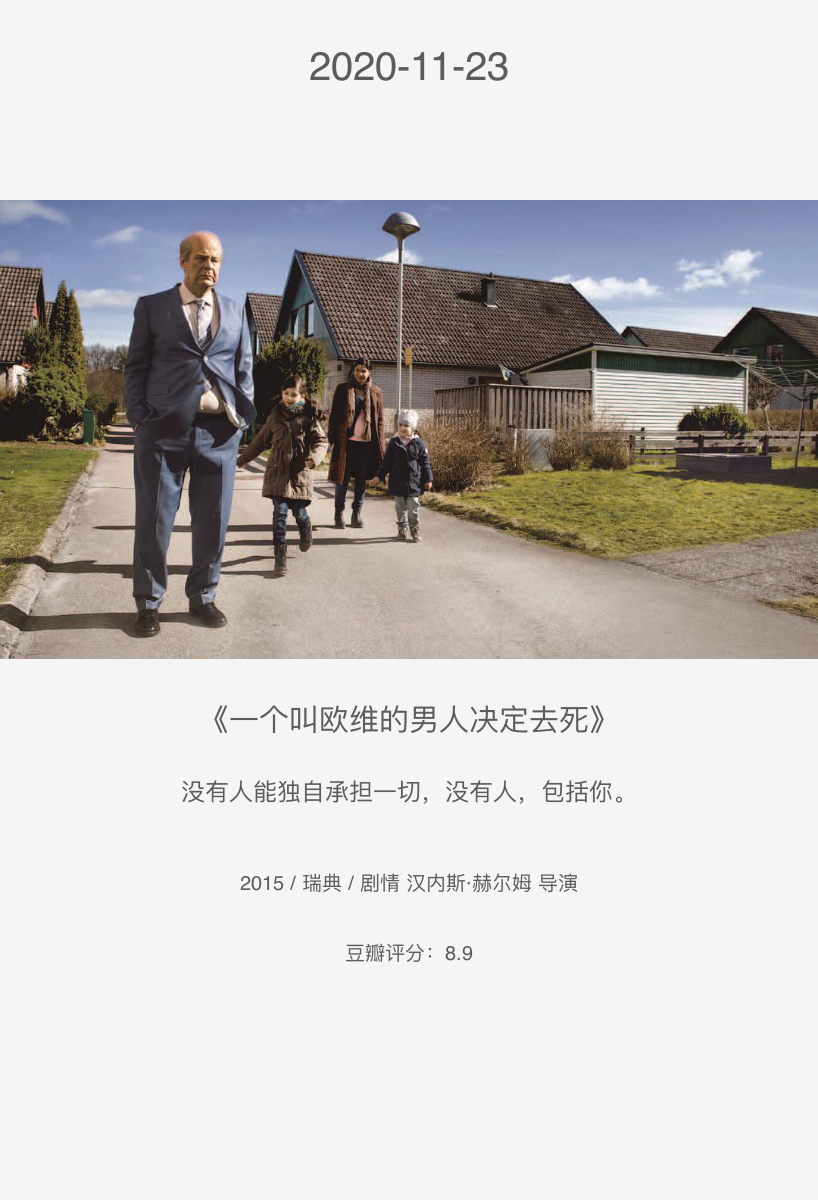 2020-11-23
《一个叫欧维的男人决定去死》
没有人能独自承担一切，没有人，包括你。
2015 / 瑞典 / 剧情 汉内斯·赫尔姆 导演
豆瓣评分：8.9